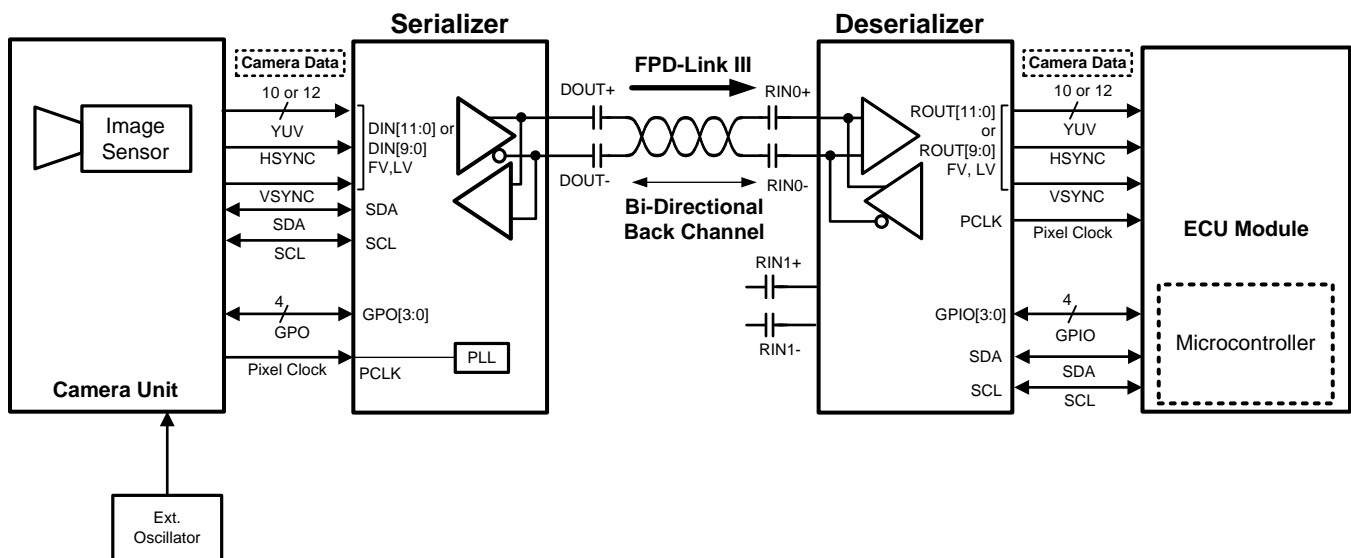 Serializer
Deserializer
Camera Data
10 or 12
YUV
HSYNC
VSYNC
SDA
SCL
4
GPO
Pixel Clock
Image
Sensor
Camera Unit
Ext.
Oscillator
DIN[11:0] or
DIN[9:0]
FV,LV
SDA
SCL
GPO[3:0]
PCLK
PLL
DOUT+
DOUT-
FPD-Link III
Bi-Directional
Back Channel
RIN0+
RIN0-
RIN1+
RIN1-
ROUT[11:0]
or
ROUT[9:0]
FV, LV
PCLK
GPIO[3:0]
SDA
SCL
Camera Data
10 or 12
YUV
HSYNC
VSYNC
Pixel Clock
4
GPIO
SDA
SCL
ECU Module
Microcontroller